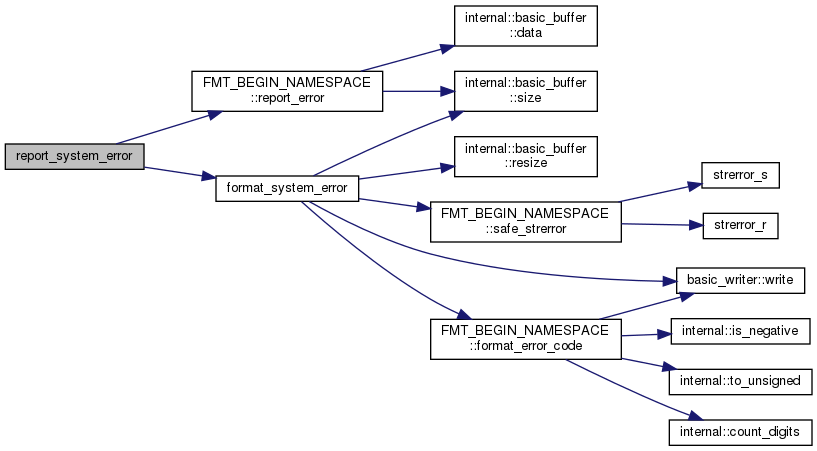 report_system_error
FMT_BEGIN_NAMESPACE
::report_error
format_system_error
internal::basic_buffer
::data
internal::basic_buffer
::size
internal::basic_buffer
::resize
FMT_BEGIN_NAMESPACE
::safe_strerror
FMT_BEGIN_NAMESPACE
::format_error_code
strerror_s
strerror_r
basic_writer::write
internal::is_negative
internal::to_unsigned
internal::count_digits